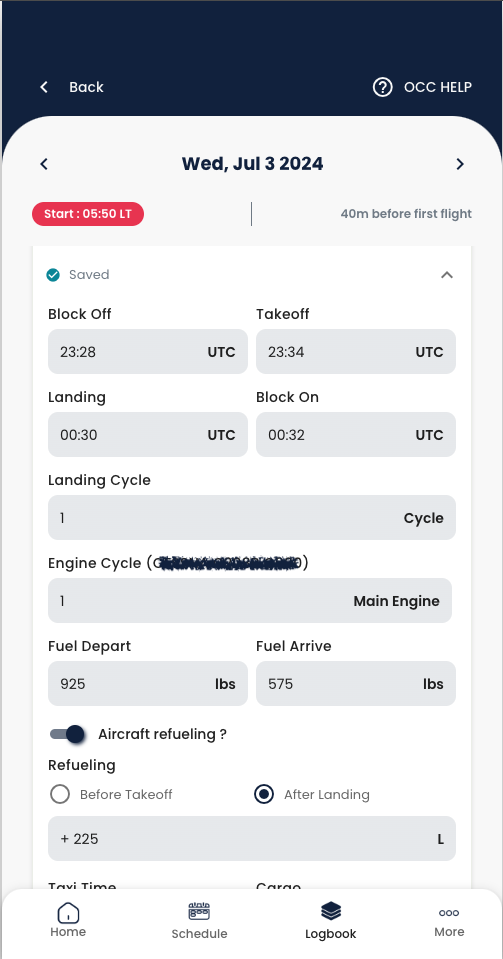 Back OCC HELP
Wed, Jul 3 2024
Start : 05:50 LT 40m before first flight
Saved
Block Off Takeoff
23:28 UTC 23:34 UTC
Landing Block On
00:30 UTC 00:32 UTC
Landing Cycle
1 Cycle
Engine Cycle (
1 Main Engine
Fuel Depart Fuel Arrive
925 lbs 575 lbs
Aircraft refueling ?
Refueling
Before Takeoff After Landing
+ 225 L
Taxi Time Cargo
Home Schedule Logbook More